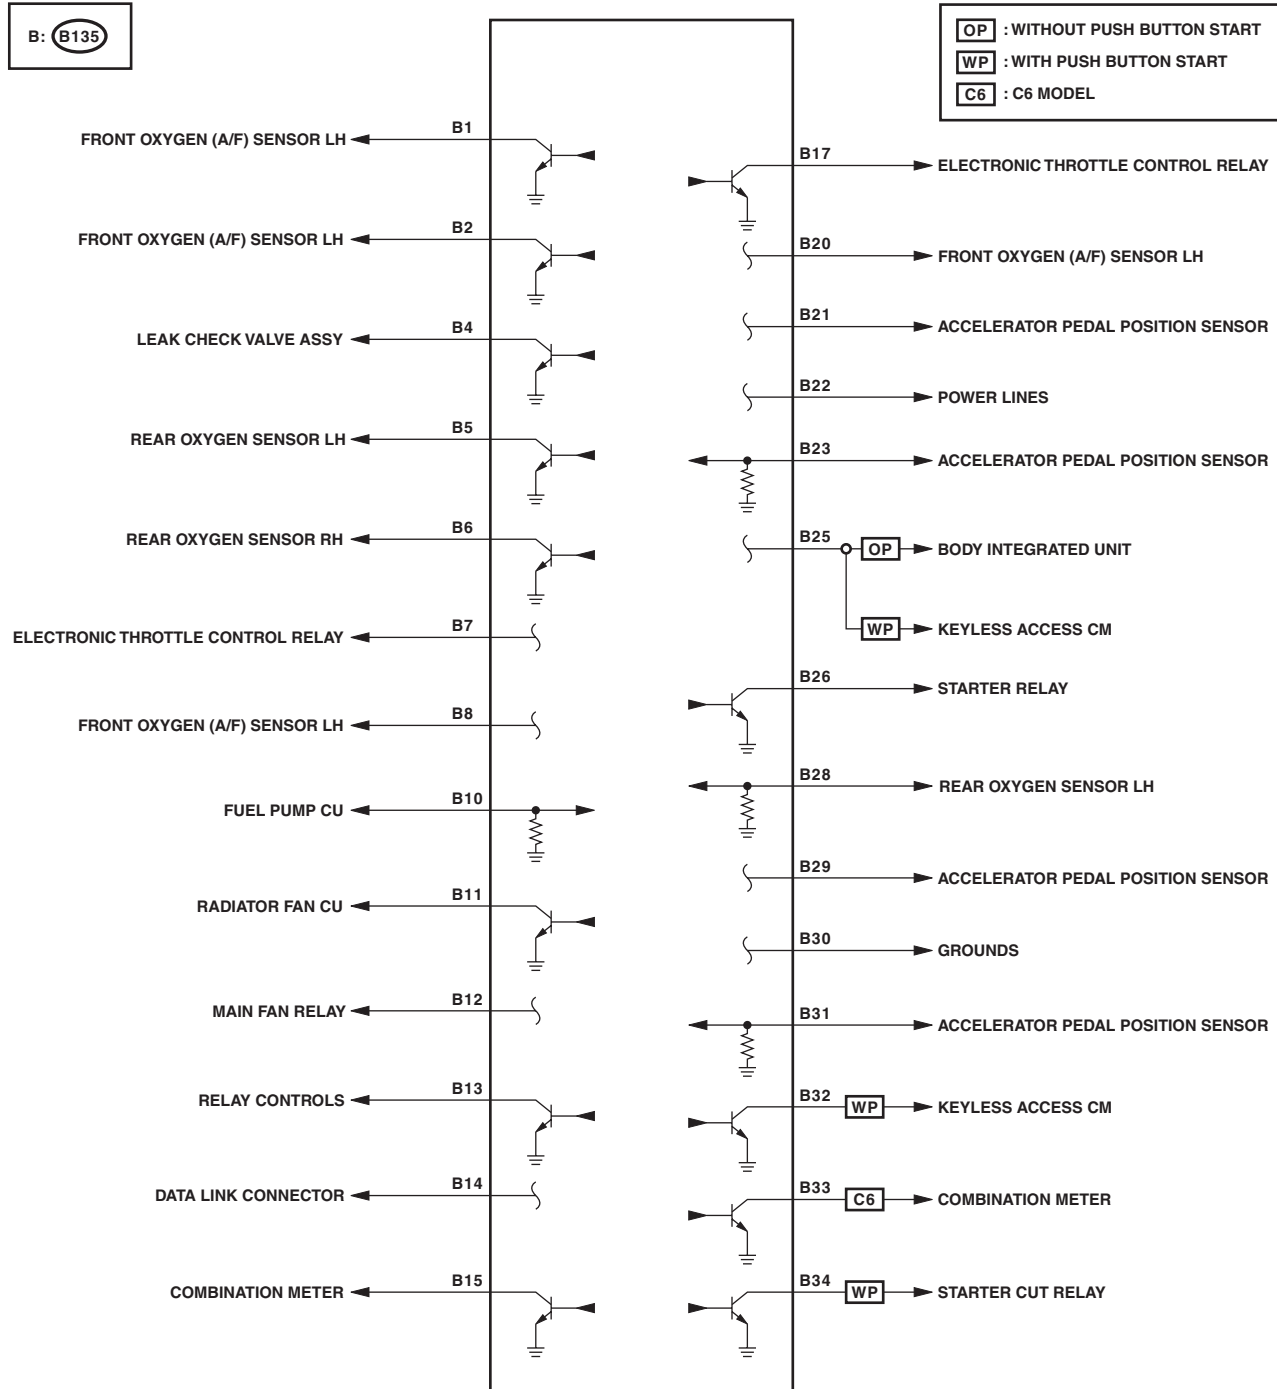 B: B135
OP : WITHOUT PUSH BUTTON START
WP : WITH PUSH BUTTON START
C6 : C6 MODEL
B1 FRONT OXYGEN (A/F) SENSOR LH
B2 FRONT OXYGEN (A/F) SENSOR LH
B4 LEAK CHECK VALVE ASSY
B5 REAR OXYGEN SENSOR LH
B6 REAR OXYGEN SENSOR RH
B7 ELECTRONIC THROTTLE CONTROL RELAY
B8 FRONT OXYGEN (A/F) SENSOR LH
B10 FUEL PUMP CU
B11 RADIATOR FAN CU
B12 MAIN FAN RELAY
B13 RELAY CONTROLS
B14 DATA LINK CONNECTOR
B15 COMBINATION METER
B17 ELECTRONIC THROTTLE CONTROL RELAY
B20 FRONT OXYGEN (A/F) SENSOR LH
B21 ACCELERATOR PEDAL POSITION SENSOR
B22 POWER LINES
B23 ACCELERATOR PEDAL POSITION SENSOR
B25 OP BODY INTEGRATED UNIT
WP KEYLESS ACCESS CM
B26 STARTER RELAY
B28 REAR OXYGEN SENSOR LH
B29 ACCELERATOR PEDAL POSITION SENSOR
B30 GROUNDS
B31 ACCELERATOR PEDAL POSITION SENSOR
B32 WP KEYLESS ACCESS CM
B33 C6 COMBINATION METER
B34 WP STARTER CUT RELAY